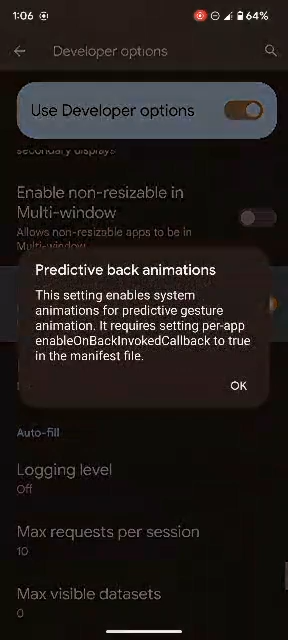 1:06 64%
Developer options
Use Developer options
secondary displays
Enable non-resizable in
Multi-window
Allows non-resizable apps to be in
Multi-window
Predictive back animations
This setting enables system
animations for predictive gesture
animation. It requires setting per-app
enableOnBackInvokedCallback to true
in the manifest file.
OK
Auto-fill
Logging level
Off
Max requests per session
10
Max visible datasets
0